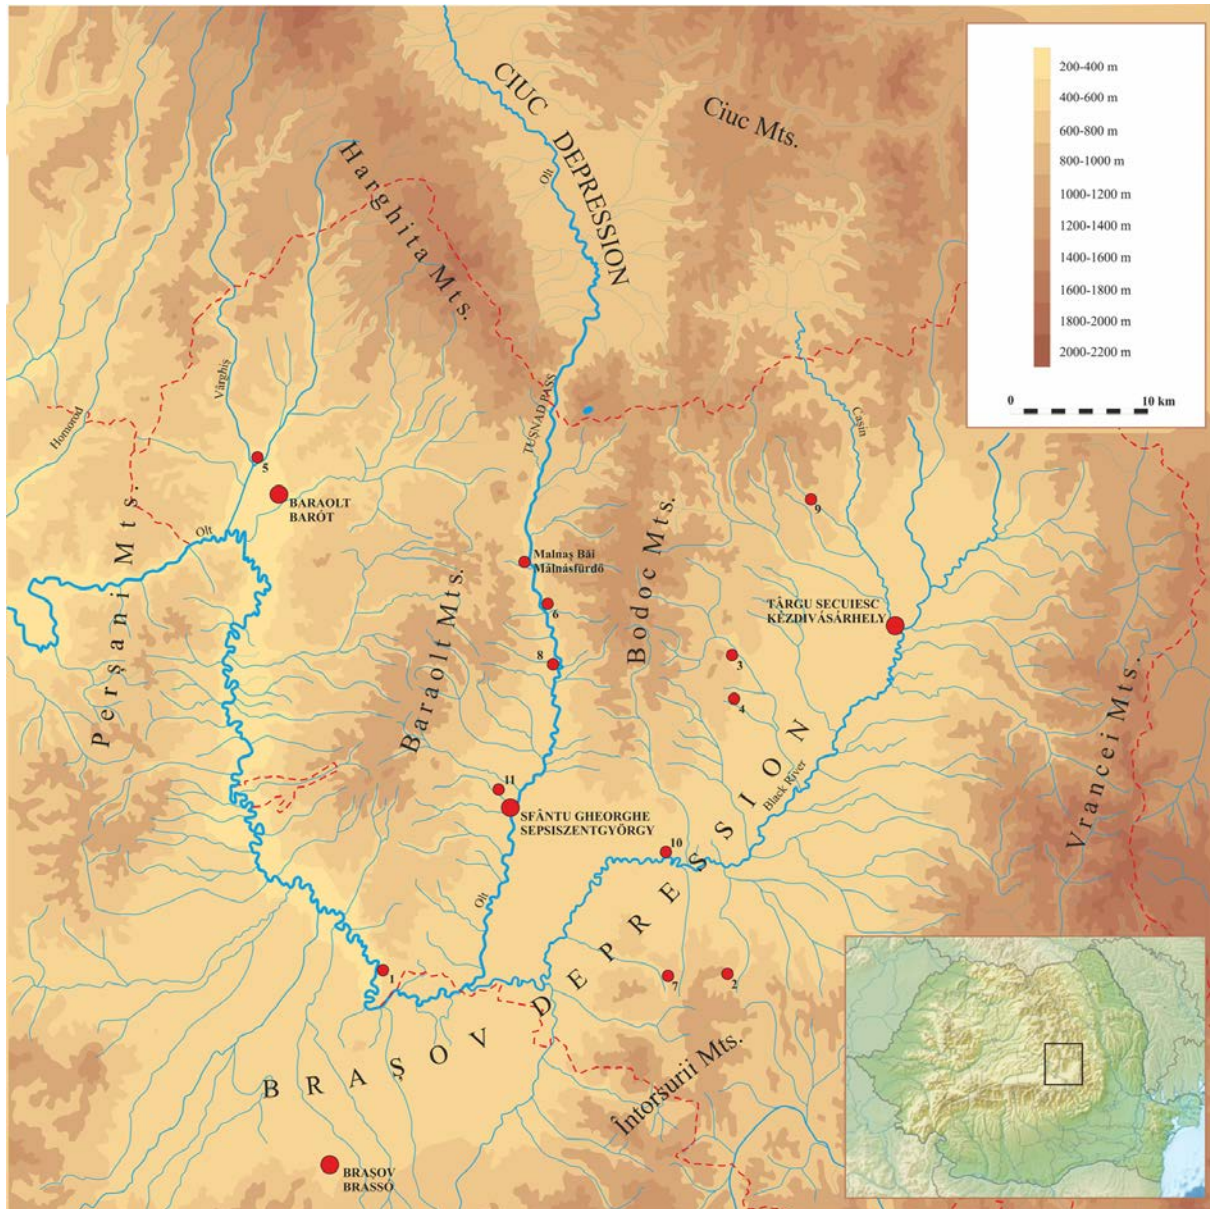 CIUC DEPRESSION
Ciuc Mts.
Harghita Mts.
Olt
200-400 m
400-600 m
600-800 m
800-1000 m
1000-1200 m
1200-1400 m
1400-1600 m
1600-1800 m
1800-2000 m
2000-2200 m
0 10 km
Vârghiș
Homorod
TUȘNAD PASS
Cașin
5
BARAOLT
BARÓT
9
Olt
Perșani Mts.
Malnaș Băi
Málnásfürdő
Bodoc Mts.
6
TÂRGU SECUIESC
KÉZDIVÁSÁRHELY
Baraolt Mts.
8
3
4
Vrancei Mts.
Black River
11
SFÂNTU GHEORGHE
SEPSISZENTGYÖRGY
10
Olt
1
7
2
BRAȘOV DEPRESSION
Întorsurii Mts.
BRAȘOV
BRASSÓ